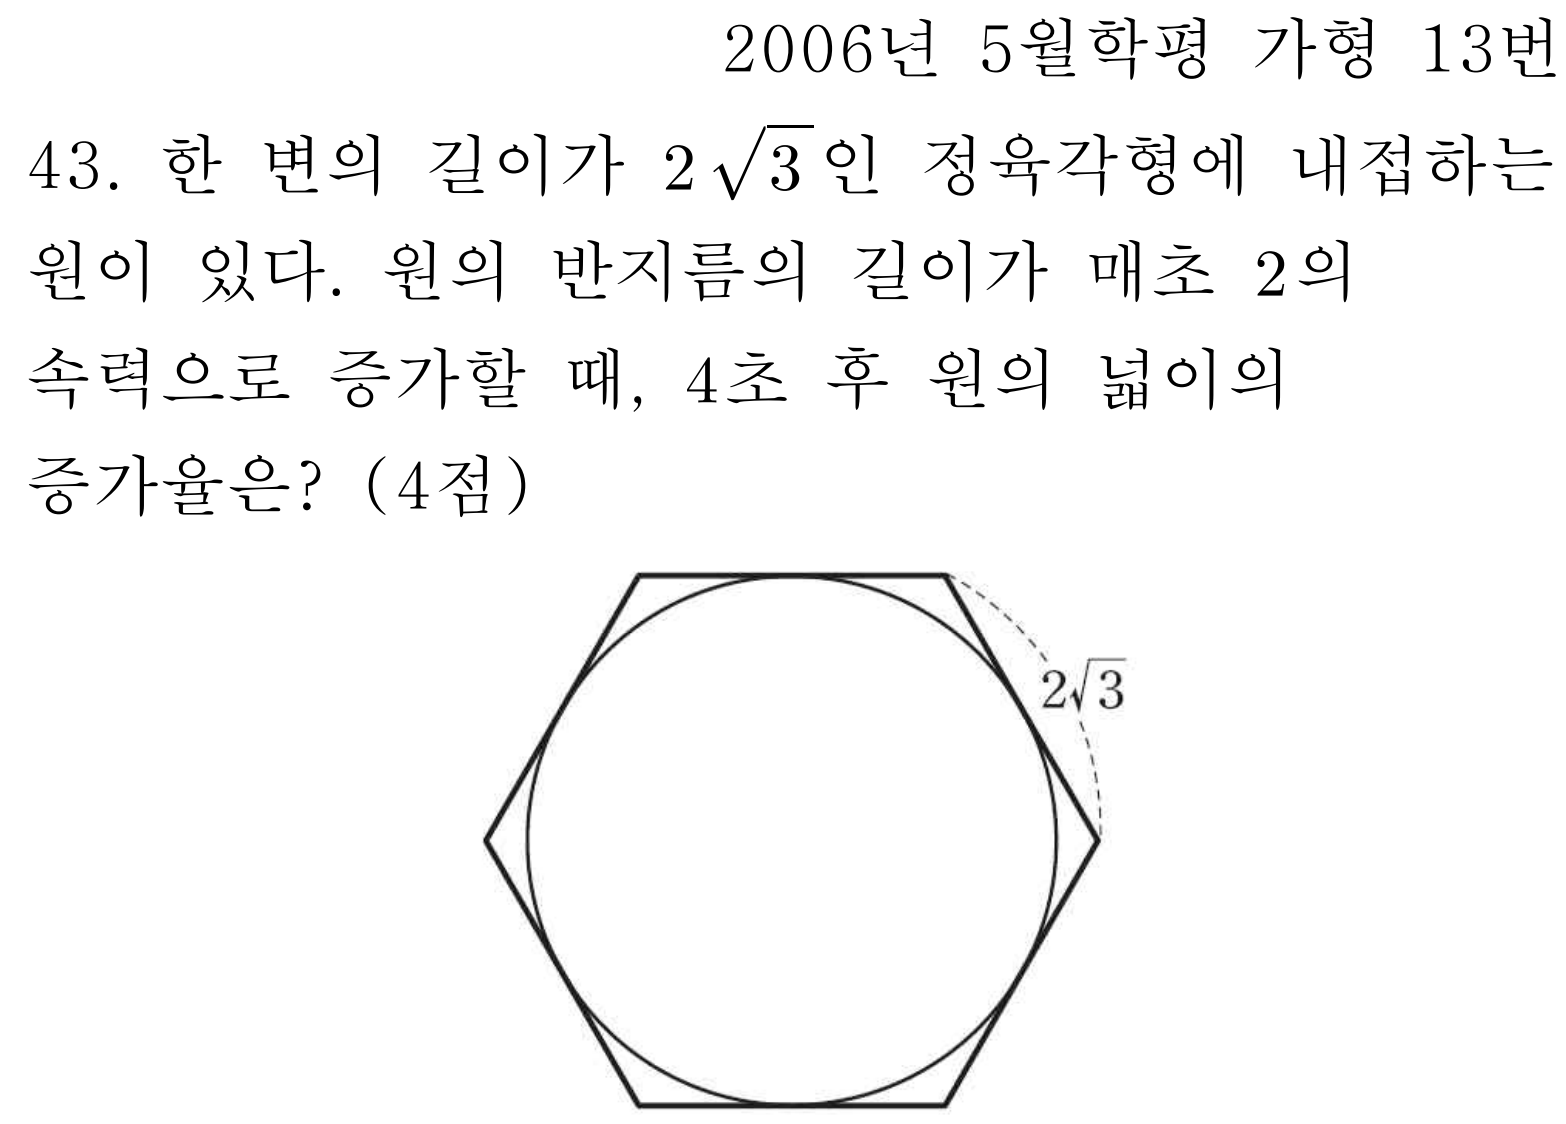 2006년 5월학평 가형 13번
43. 한 변의 길이가 2√3인 정육각형에 내접하는
원이 있다. 원의 반지름의 길이가 매초 2의
속력으로 증가할 때, 4초 후 원의 넓이의
증가율은? (4점)
2√3